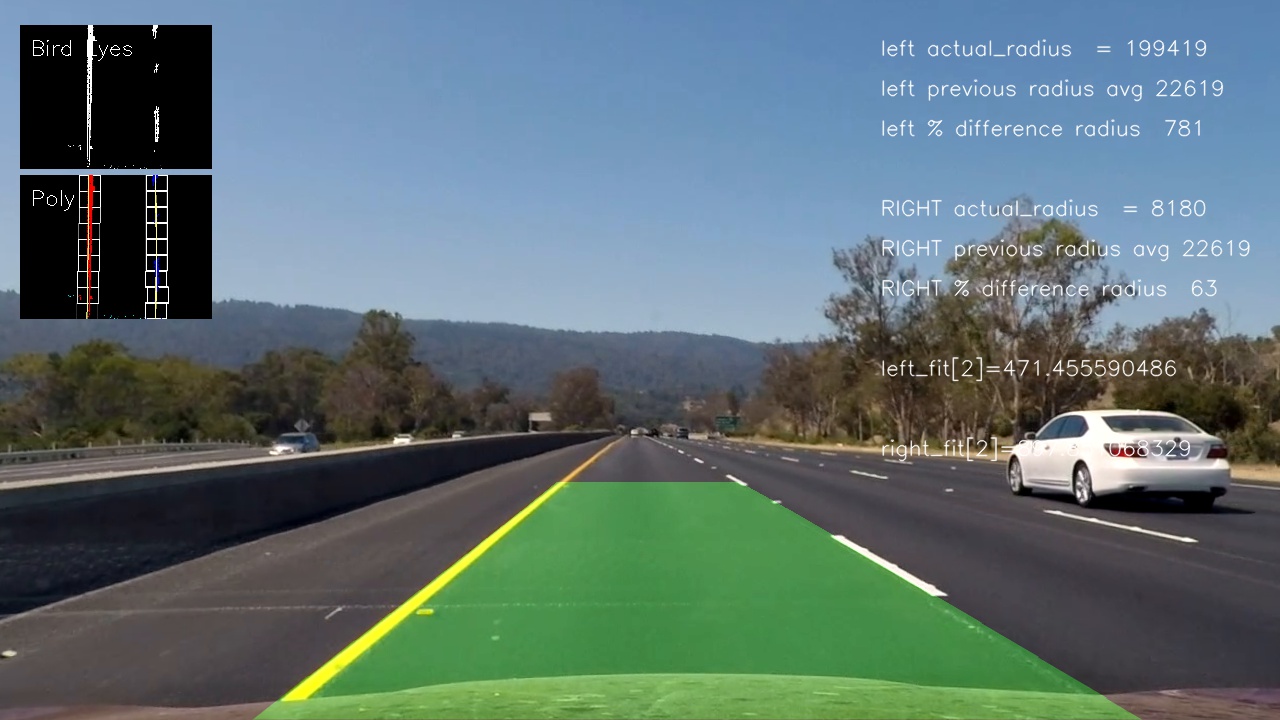 Bird Eyes
Poly
left actual_radius = 199419
left previous radius avg 22619
left % difference radius 781
RIGHT actual_radius = 8180
RIGHT previous radius avg 22619
RIGHT % difference radius 63
left_fit[2]=471.455590486
right_fit[2]=